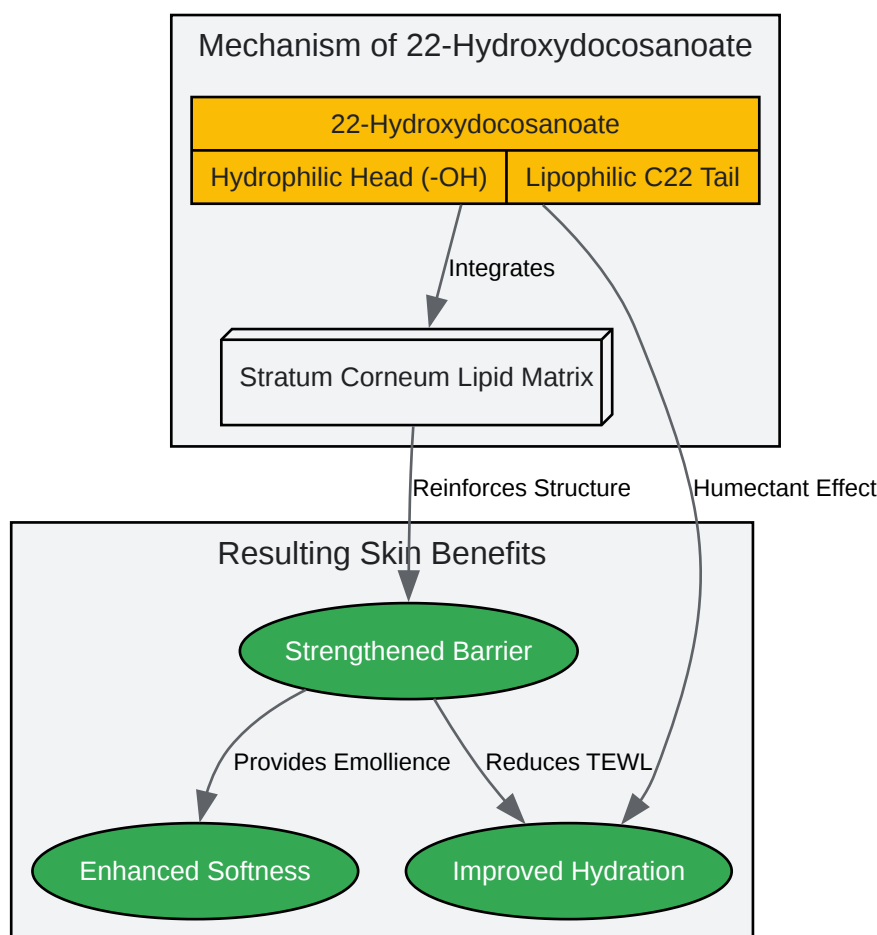 Mechanism of 22-Hydroxydocosanoate
22-Hydroxydocosanoate
Hydrophilic Head (-OH)
Lipophilic C22 Tail
Integrates
Stratum Corneum Lipid Matrix
Reinforces Structure
Humectant Effect
Resulting Skin Benefits
Strengthened Barrier
Provides Emollience
Reduces TEWL
Enhanced Softness
Improved Hydration